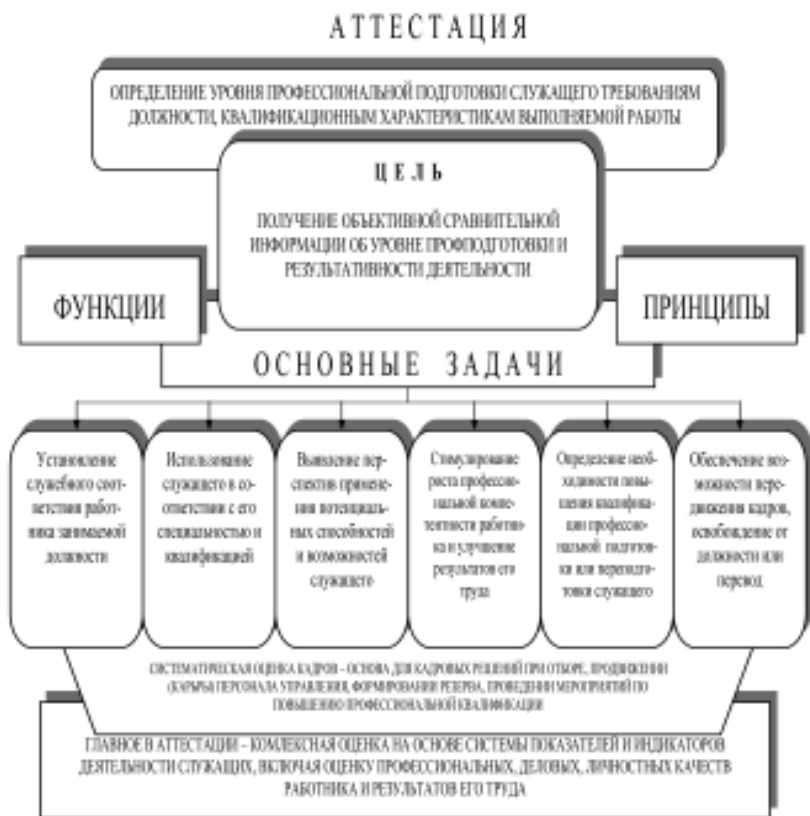 АТТЕСТАЦИЯ
ОПРЕДЕЛЕНИЕ УРОВНЯ ПРОФЕССИОНАЛЬНОЙ ПОДГОТОВКИ СЛУЖАЩЕГО ТРЕБОВАНИЯМ
ДОЛЖНОСТИ, КВАЛИФИКАЦИОННЫМ ХАРАКТЕРИСТИКАМ ВЫПОЛНЯЕМОЙ РАБОТЫ
ЦЕЛЬ
ПОЛУЧЕНИЕ ОБЪЕКТИВНОЙ СРАВНИТЕЛЬНОЙ
ИНФОРМАЦИИ ОБ УРОВНЕ ПРОФПОДГОТОВКИ И
РЕЗУЛЬТАТИВНОСТИ ДЕЯТЕЛЬНОСТИ
ФУНКЦИИ
ПРИНЦИПЫ
ОСНОВНЫЕ ЗАДАЧИ
Установление
служебного соот-
ветствия работ-
ника занимаемой
должности
Использование
служащего в со-
ответствии с его
специальностью и
квалификацией
Выявление пер-
спектив примене-
ния потенциаль-
ных способностей
и возможностей
служащего
Стимулирование
роста профессио-
нальной компе-
тентности работни-
ка и улучшение
результатов его
труда
Определение необ-
ходимости повы-
шения квалифика-
ции профессио-
нальной подготов-
ки или переподго-
товки служащего
Обеспечение воз-
можности пере-
движения кадров,
освобождение от
должности или
перевод
СИСТЕМАТИЧЕСКАЯ ОЦЕНКА КАДРОВ – ОСНОВА ДЛЯ КАДРОВЫХ РЕШЕНИЙ ПРИ ОТБОРЕ, ПРОДВИЖЕНИИ
(КАРЬРЫ) ПЕРСОНАЛА УПРАВЛЕНИЯ, ФОРМИРОВАНИИ РЕЗЕРВА, ПРОВЕДЕНИИ МЕРОПРИЯТИЙ ПО
ПОВЫШЕНИЮ ПРОФЕССИОНАЛЬНОЙ КВАЛИФИКАЦИИ
ГЛАВНОЕ В АТТЕСТАЦИИ – КОМЛЕКСНАЯ ОЦЕНКА НА ОСНОВЕ СИСТЕМЫ ПОКАЗАТЕЛЕЙ И ИНДИКАТОРОВ
ДЕЯТЕЛЬНОСТИ СЛУЖАЩИХ, ВКЛЮЧАЯ ОЦЕНКУ ПРОФЕССИОНАЛЬНЫХ, ДЕЛОВЫХ, ЛИЧНОСТНЫХ КАЧЕСТВ
РАБОТНИКА И РЕЗУЛЬТАТОВ ЕГО ТРУДА